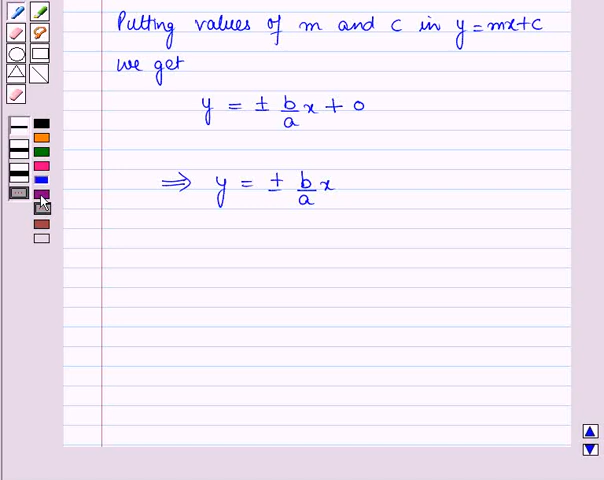 Putting values of m and c in y=mx+c
we get
y = ± b/a x + 0
⇒ y = ± b/a x